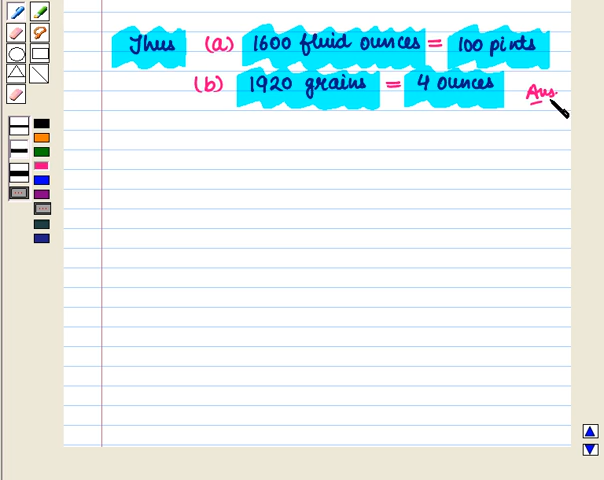 Thus (a) 1600 fluid ounces = 100 pints
(b) 1920 grains = 4 ounces Ans.